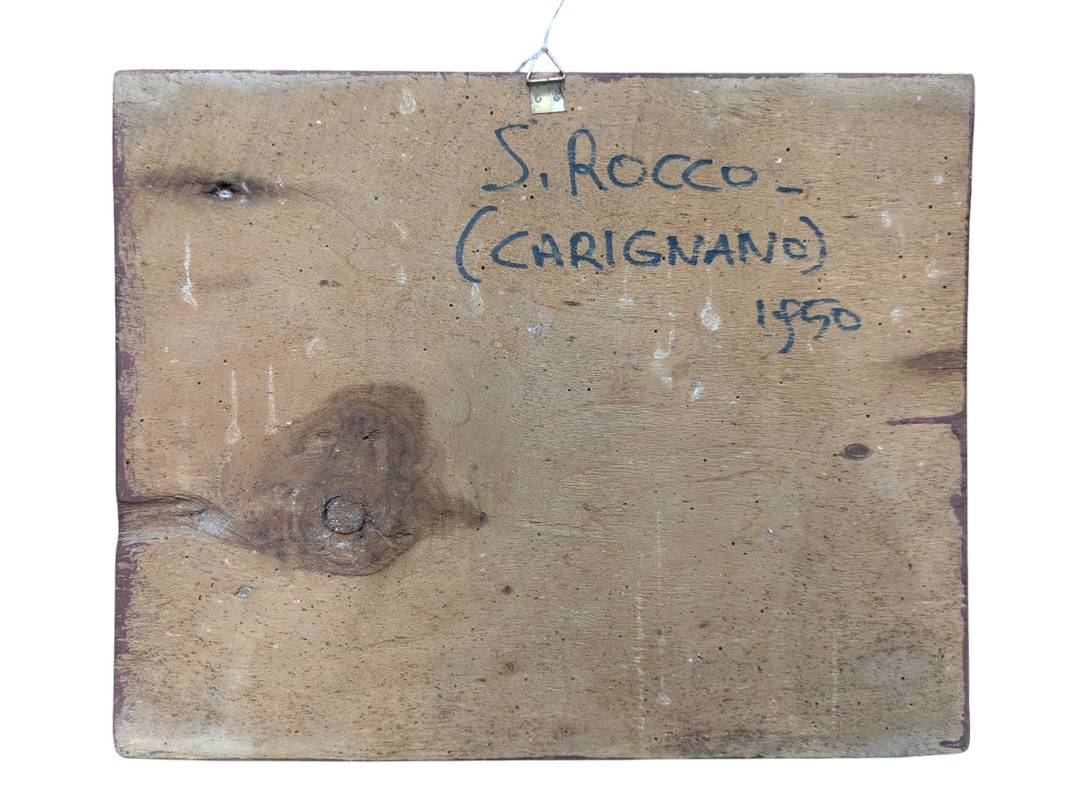 S. ROCCO -
(CARIGNANO)
1950